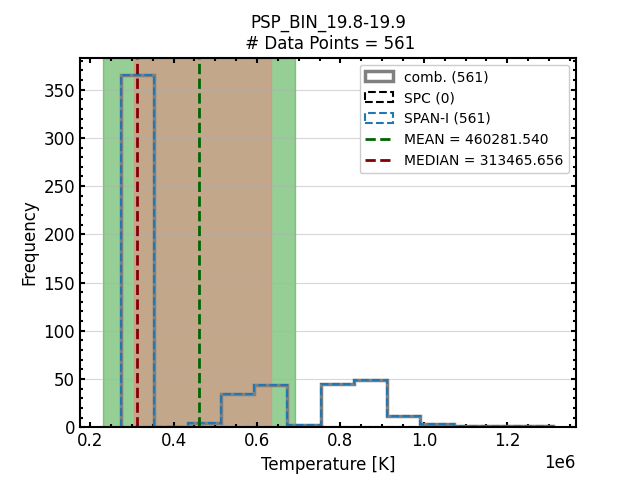 PSP_BIN_19.8-19.9
# Data Points = 561
comb. (561)
SPC (0)
SPAN-I (561)
MEAN = 460281.540
MEDIAN = 313465.656
Frequency
350
300
250
200
150
100
50
0
0.2 0.4 0.6 0.8 1.0 1.2
1e6
Temperature [K]